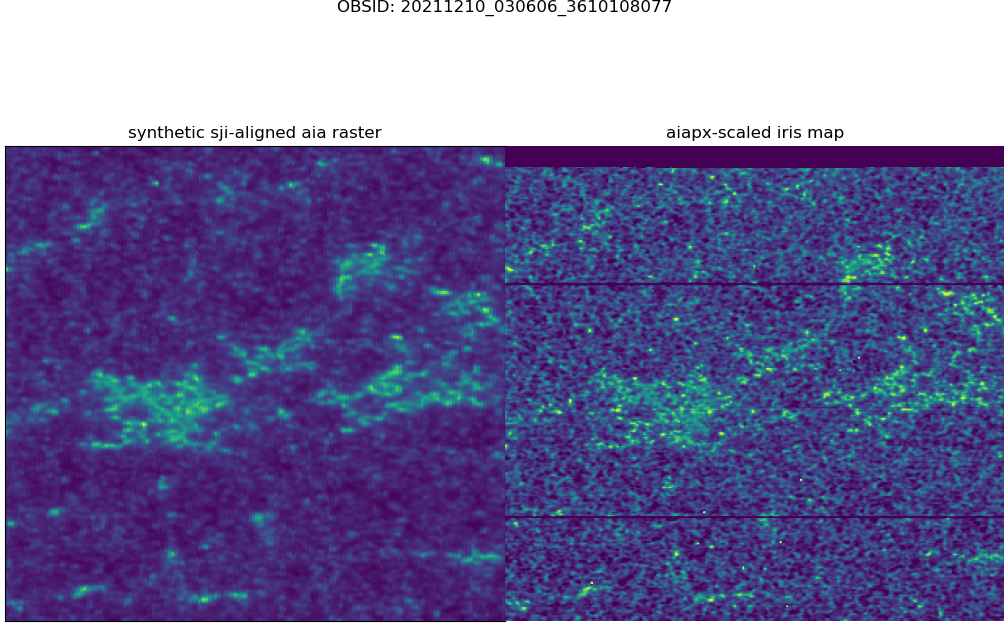 OBSID: 20211210_030606_3610108077
synthetic sji-aligned aia raster
aiapx-scaled iris map